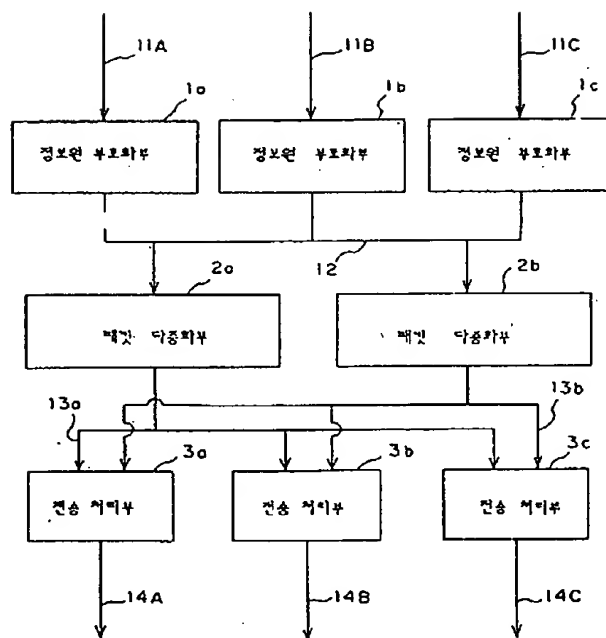 11A 11B 11C
1a 1b 1c
정보원 부호화부 정보원 부호화부 정보원 부호화부
12
2a 2b
패킷 다중화부 패킷 다중화부
13a 13b
3a 3b 3c
전송 처리부 전송 처리부 전송 처리부
14A 14B 14C